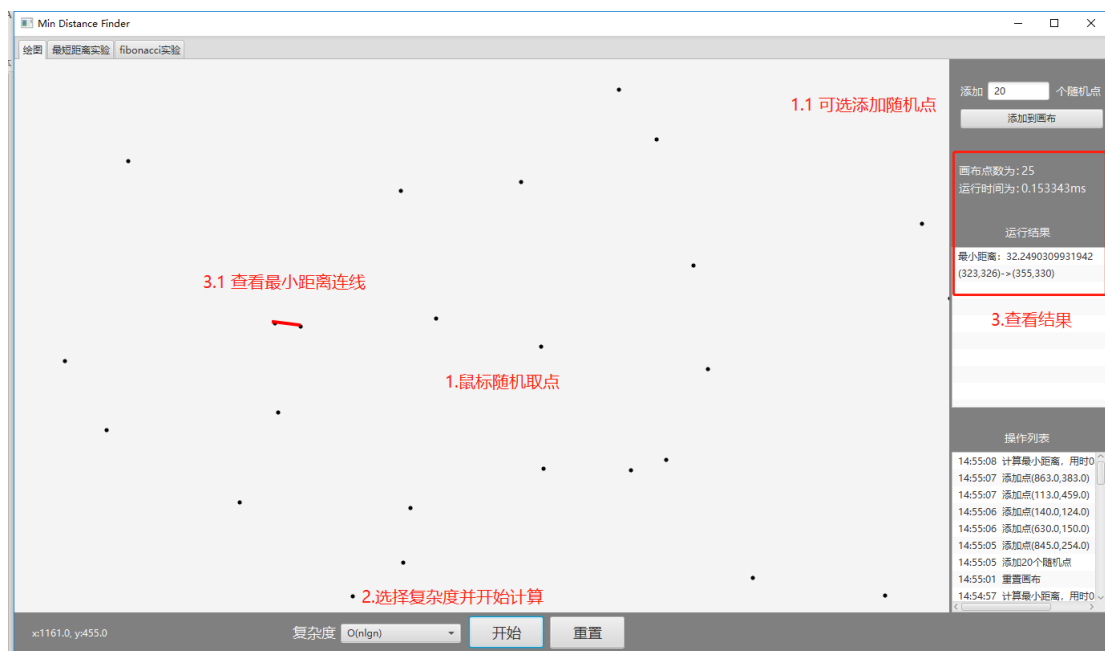 Min Distance Finder
绘图 最短距离实验 fibonacci实验
1.1 可选添加随机点
添加 20 个随机点
添加到画布
画布点数为:25
运行时间为:0.153343ms
运行结果
最小距离：32.2490309931942
(323,326)->(355,330)
3.查看结果
3.1 查看最小距离连线
1.鼠标随机取点
操作列表
14:55:08 计算最小距离，用时0
14:55:07 添加点(863.0,383.0)
14:55:07 添加点(113.0,459.0)
14:55:06 添加点(140.0,124.0)
14:55:06 添加点(630.0,150.0)
14:55:05 添加点(845.0,254.0)
14:55:05 添加20个随机点
14:55:01 重置画布
14:54:57 计算最小距离，用时0
2.选择复杂度并开始计算
x:1161.0, y:455.0
复杂度 O(nlgn) 开始 重置